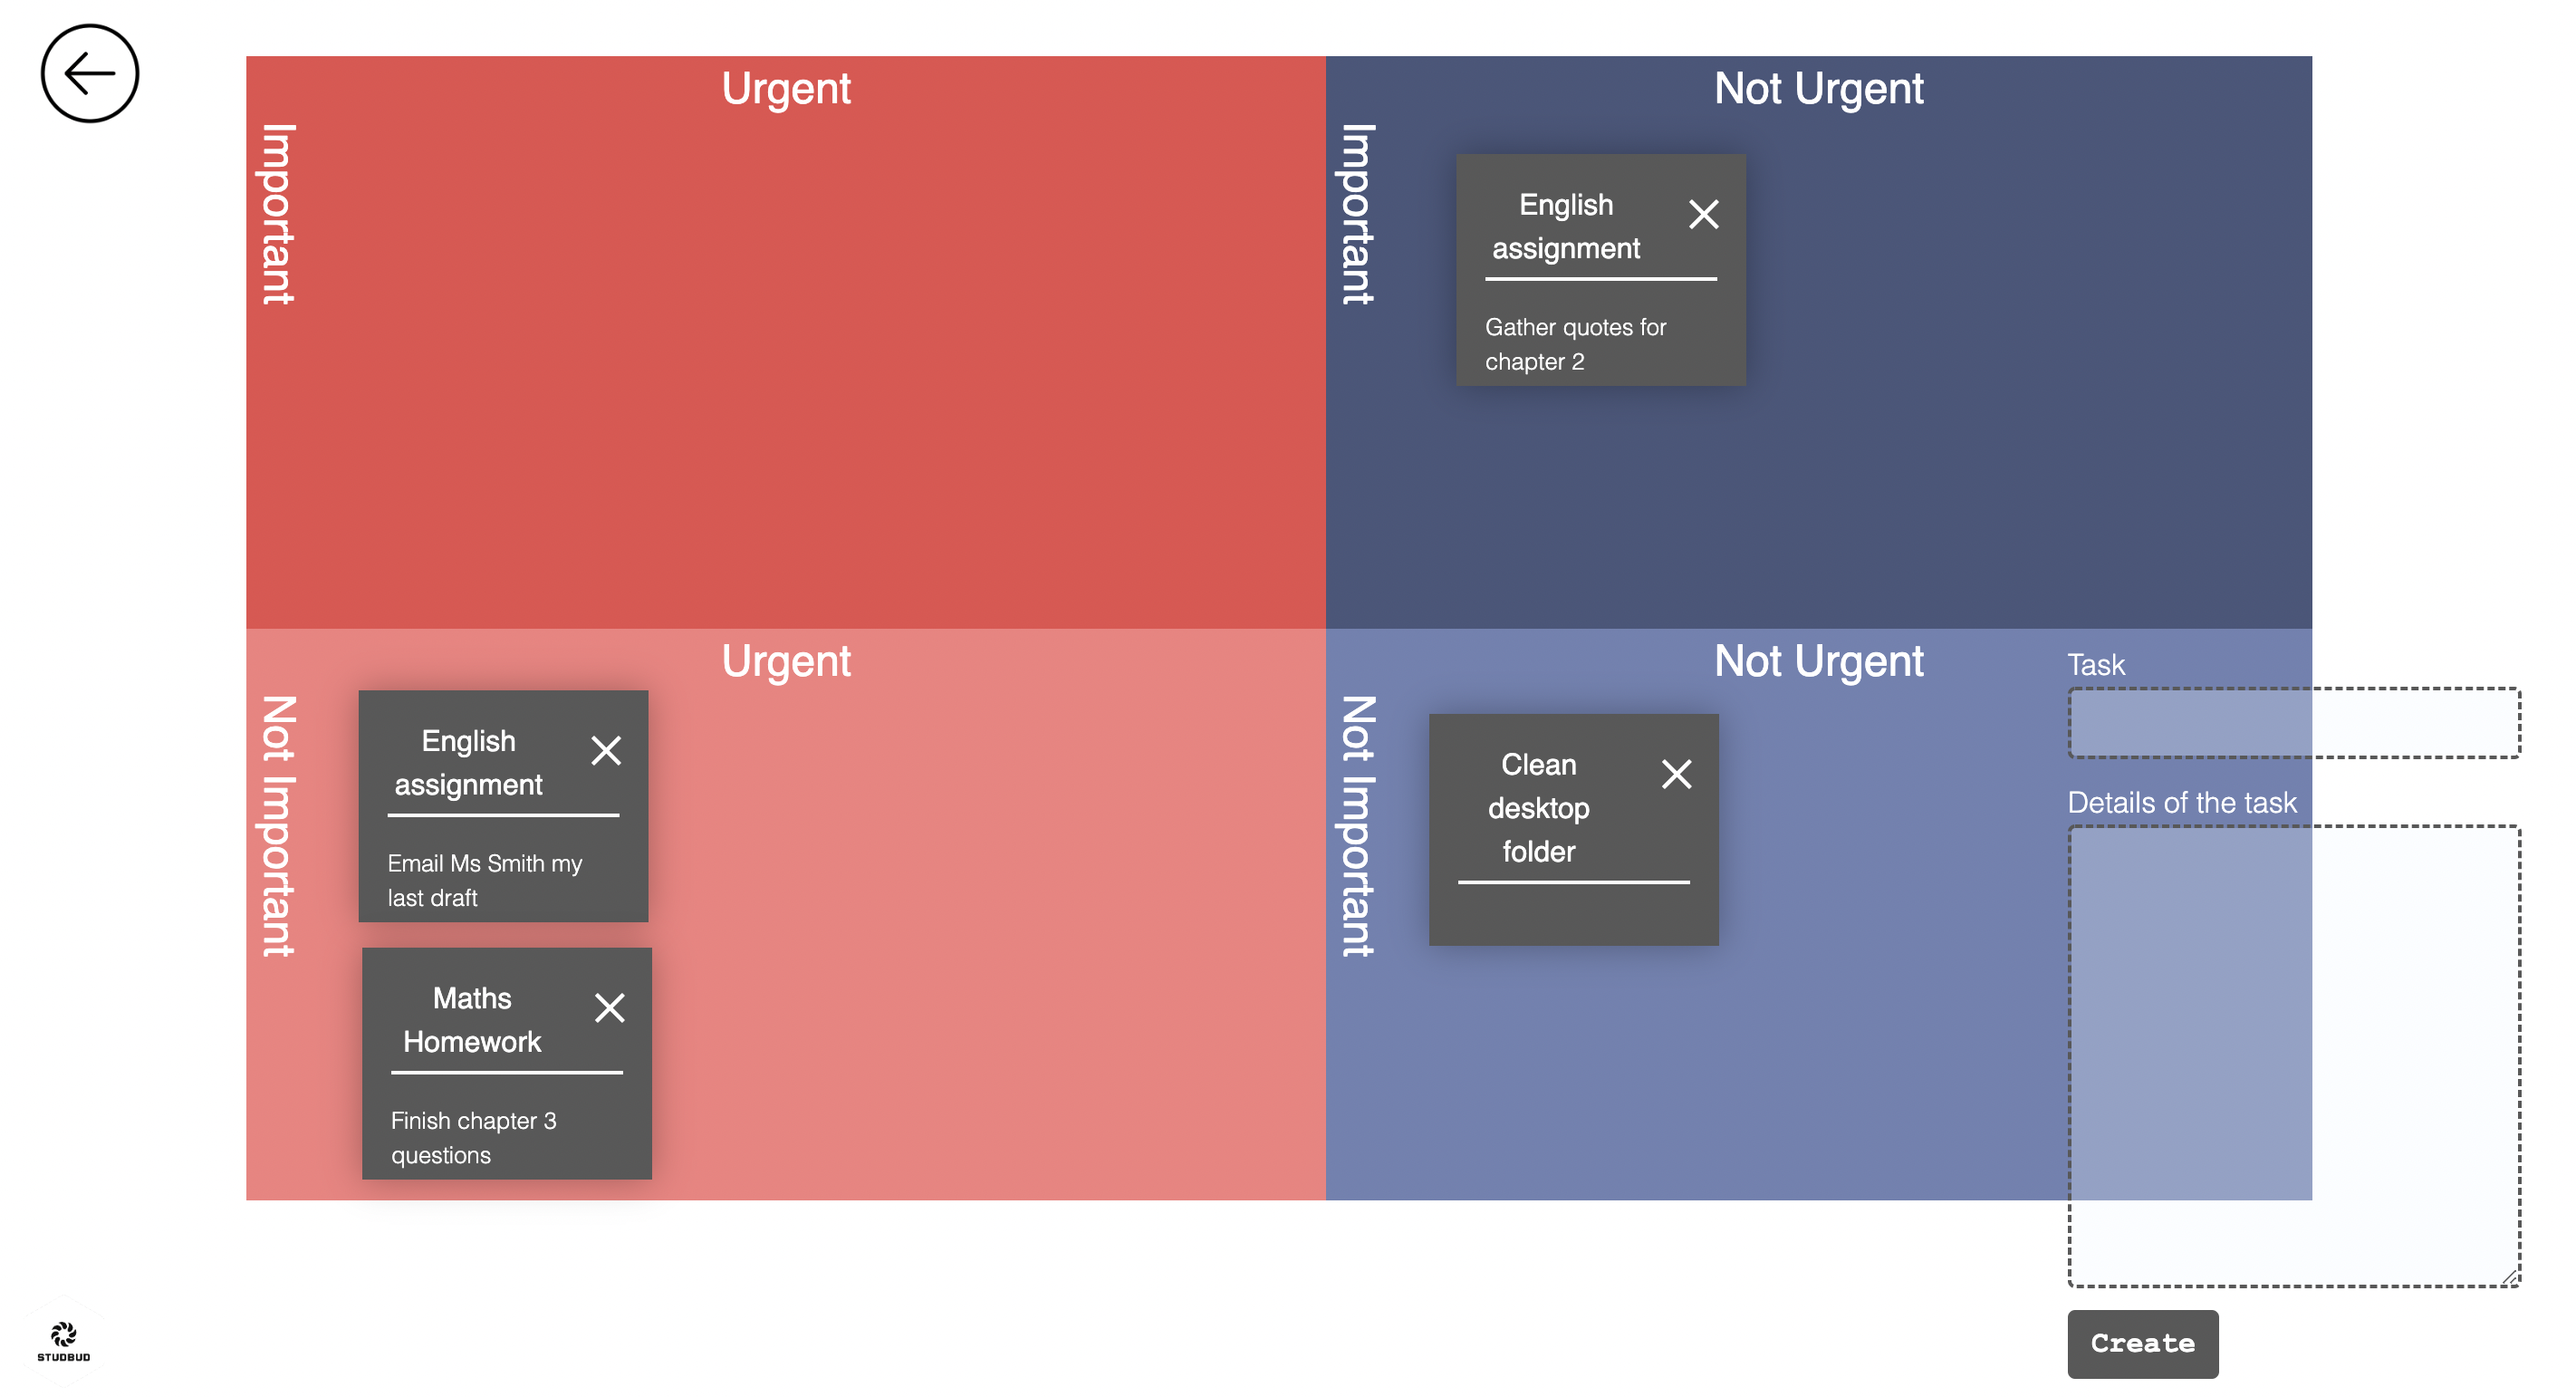 Urgent
Important
Not Urgent
Important
English
assignment
Gather quotes for
chapter 2
Urgent
Not Important
English
assignment
Email Ms Smith my
last draft
Maths
Homework
Finish chapter 3
questions
Not Urgent
Not Important
Clean
desktop
folder
Task
Details of the task
Create
STUDBUD